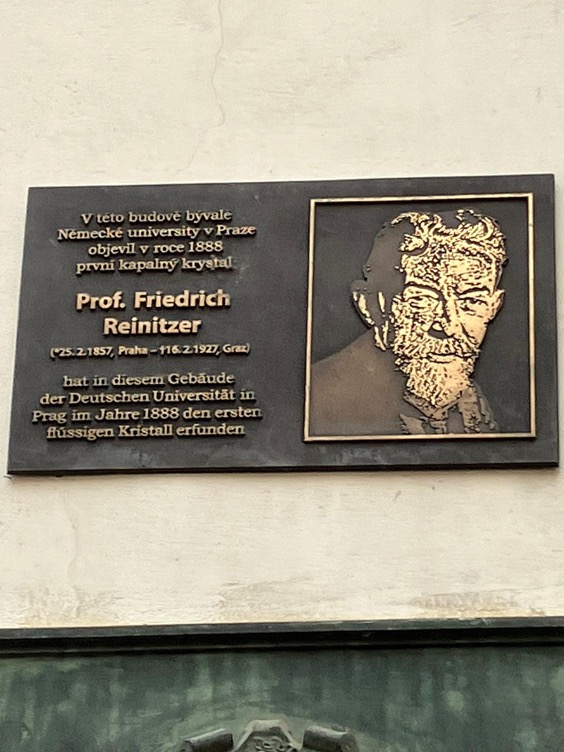 V této budově bývalé
Německé university v Praze
objevil v roce 1888
první kapalný krystal
Prof. Friedrich
Reinitzer
(*25. 2. 1857, Praha – †16. 2. 1927, Graz)
hat in diesem Gebäude
der Deutschen Universität in
Prag im Jahre 1888 den ersten
flüssigen Kristall erfunden